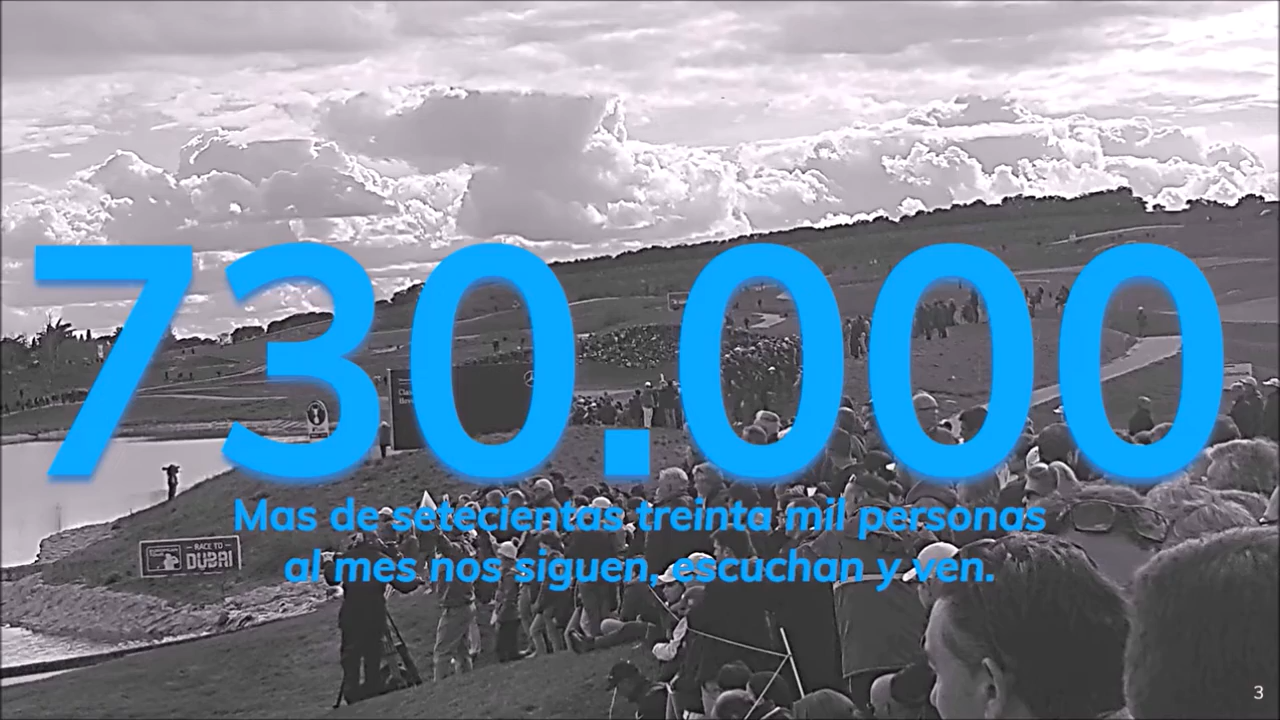 730.000
Mas de setecientas treinta mil personas
al mes nos siguen, escuchan y ven.
RACE TO
DUBAI
3